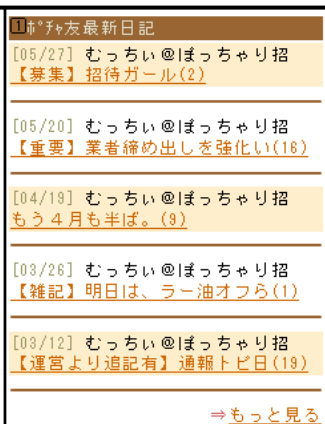 1ﾎﾟﾁｬ友最新日記
[05/27] むっちぃ@ぽっちゃり招
【募集】招待ガール(2)
[05/20] むっちぃ@ぽっちゃり招
【重要】業者締め出しを強化い(16)
[04/19] むっちぃ@ぽっちゃり招
もう４月も半ば。(9)
[03/26] むっちぃ@ぽっちゃり招
【雑記】明日は、ラー油オフら(1)
[03/12] むっちぃ@ぽっちゃり招
【運営より追記有】通報トピ日(19)
⇒もっと見る